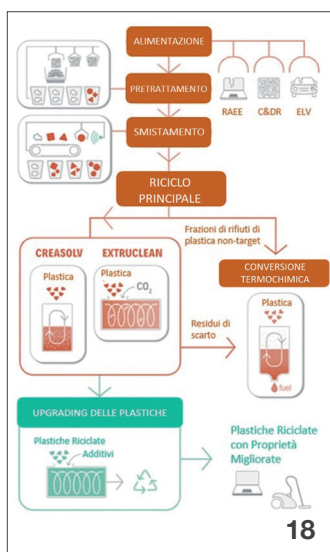 ALIMENTAZIONE
PRETRATTAMENTO
RAEE
C&DR
ELV
SMISTAMENTO
RICICLO
PRINCIPALE
Frazioni di rifiuti di
plastica non-target
CREASOLV
EXTRUCLEAN
Plastica
Plastica
CO2
CONVERSIONE
TERMOCHIMICA
Plastica
fuel
Residui di
scarto
UPGRADING DELLE PLASTICHE
Plastiche Riciclate
Additivi
Plastiche Riciclate
con Proprietà
Migliorate
18